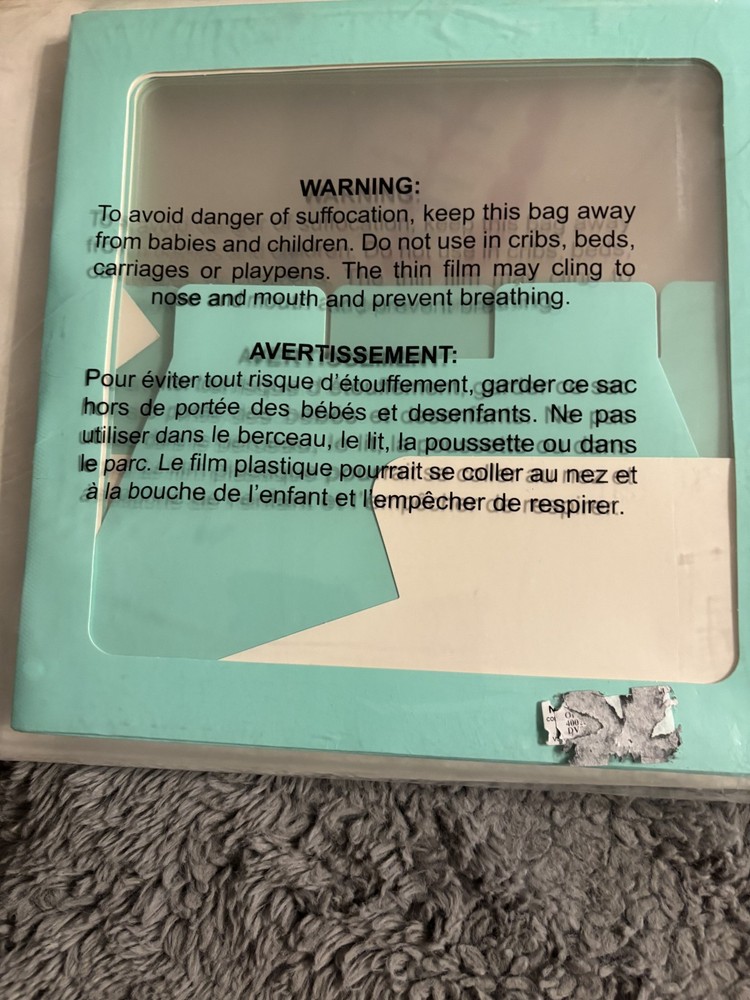 WARNING:
To avoid danger of suffocation, keep this bag away
from babies and children. Do not use in cribs, beds,
carriages or playpens. The thin film may cling to
nose and mouth and prevent breathing.
AVERTISSEMENT:
Pour éviter tout risque d'étouffement, garder ce sac
hors de portée des bébés et desenfants. Ne pas
utiliser dans le berceau, le lit, la poussette ou dans
le parc. Le film plastique pourrait se coller au nez et
à la bouche de l'enfant et l'empêcher de respirer.
400
DV